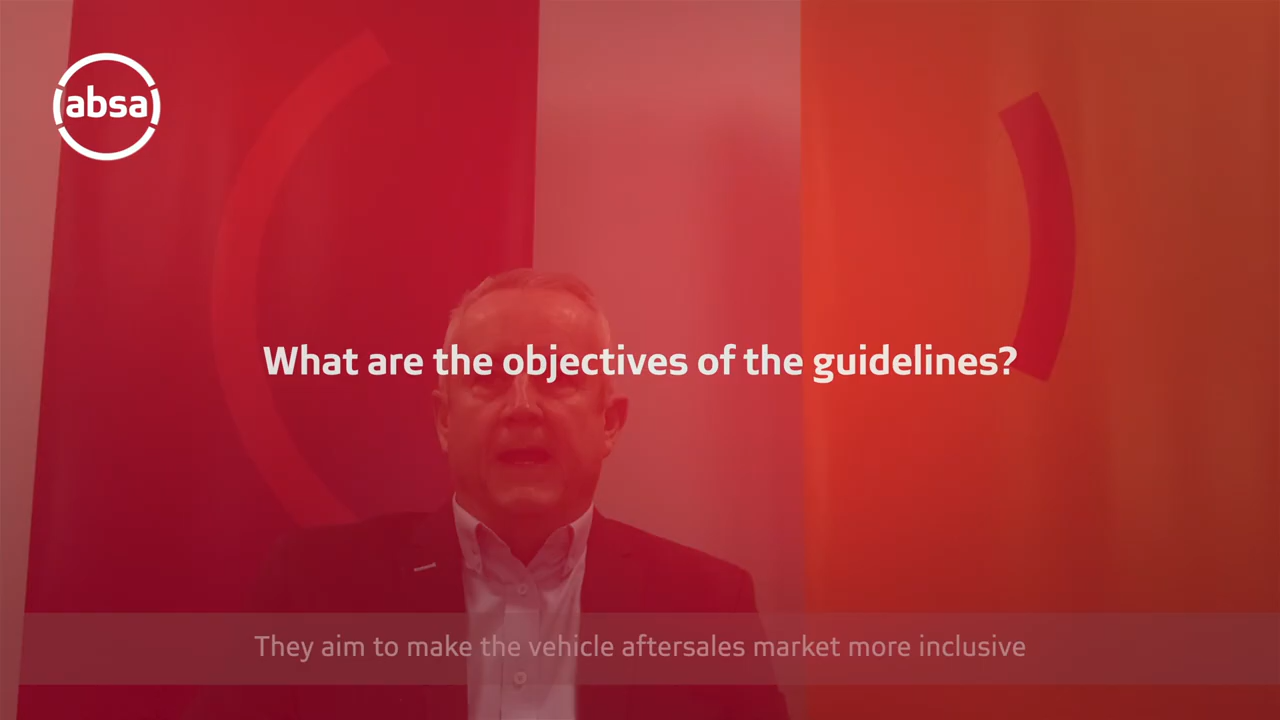 absa
What are the objectives of the guidelines?
They aim to make the vehicle aftersales market more inclusive